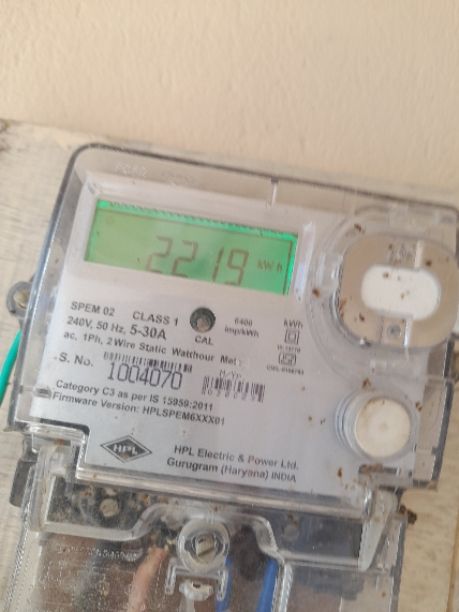 2219 kWh
SPEM 02 CLASS 1 6400 kWh
240V, 50 Hz, 5-30A CAL imp/kWh
ac, 1Ph, 2 Wire Static Watthour Meter
S. No. 1004070 M/YR
Category C3 as per IS 15959:2011
Firmware Version: HPLSPEM6XXX01
HPL
HPL Electric & Power Ltd.
Gurugram (Haryana) INDIA